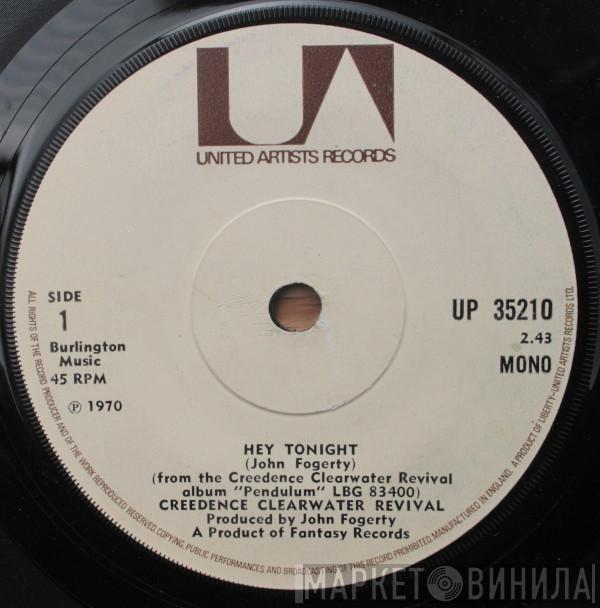 UA
UNITED ARTISTS RECORDS
SIDE
1
Burlington
Music
45 RPM
℗ 1970
UP 35210
2.43
MONO
HEY TONIGHT
(John Fogerty)
(from the Creedence Clearwater Revival
album "Pendulum" LBG 83400)
CREEDENCE CLEARWATER REVIVAL
Produced by John Fogerty
A Product of Fantasy Records
ALL RIGHTS OF THE RECORD PRODUCER AND OF THE WORK REPRODUCED RESERVED. COPYING, PUBLIC PERFORMANCES AND BROADCASTING OF THIS RECORD PROHIBITED. MANUFACTURED IN ENGLAND. A PRODUCT OF LIBERTY-UNITED ARTISTS RECORDS LTD.
МАРКЕТ ВИНИЛА